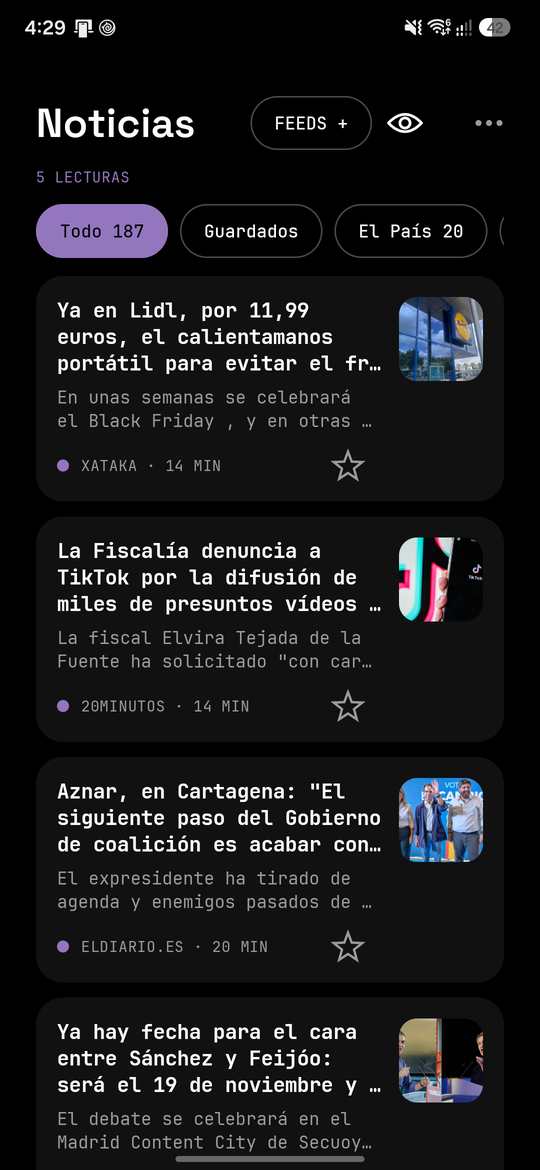 4:29
6
42
Noticias
FEEDS +
5 LECTURAS
Todo 187
Guardados
El País 20
Ya en Lidl, por 11,99
euros, el calientamanos
portátil para evitar el fr…
En unas semanas se celebrará
el Black Friday , y en otras …
XATAKA · 14 MIN
La Fiscalía denuncia a
TikTok por la difusión de
miles de presuntos vídeos …
TikTok
La fiscal Elvira Tejada de la
Fuente ha solicitado "con car…
20MINUTOS · 14 MIN
Aznar, en Cartagena: "El
siguiente paso del Gobierno
de coalición es acabar con…
El expresidente ha tirado de
agenda y enemigos pasados de …
ELDIARIO.ES · 20 MIN
Ya hay fecha para el cara
entre Sánchez y Feijóo:
será el 19 de noviembre y …
El debate se celebrará en el
Madrid Content City de Secuoy…